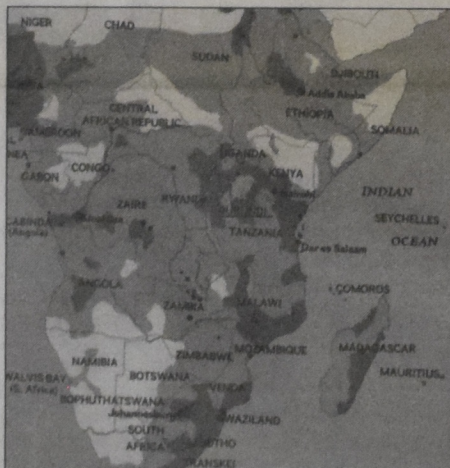 NIGER
CHAD
SUDAN
DJIBOUTI
Addis Ababa
ETHIOPIA
CENTRAL
AFRICAN REPUBLIC
SOMALIA
CAMEROON
UGANDA
KENYA
CONGO
GABON
INDIAN
ZAIRE
RWANDA
SEYCHELLES
CABINDA
(Angola)
TANZANIA
OCEAN
Dar es Salaam
ANGOLA
COMOROS
MALAWI
ZAMBIA
MOZAMBIQUE
MADAGASCAR
ZIMBABWE
NAMIBIA
MAURITIUS
WALVIS BAY
(S. Africa)
BOTSWANA
VENDA
BOPHUTHATSWANA
Johannesburg
SWAZILAND
SOUTH
AFRICA
TRANSKEI